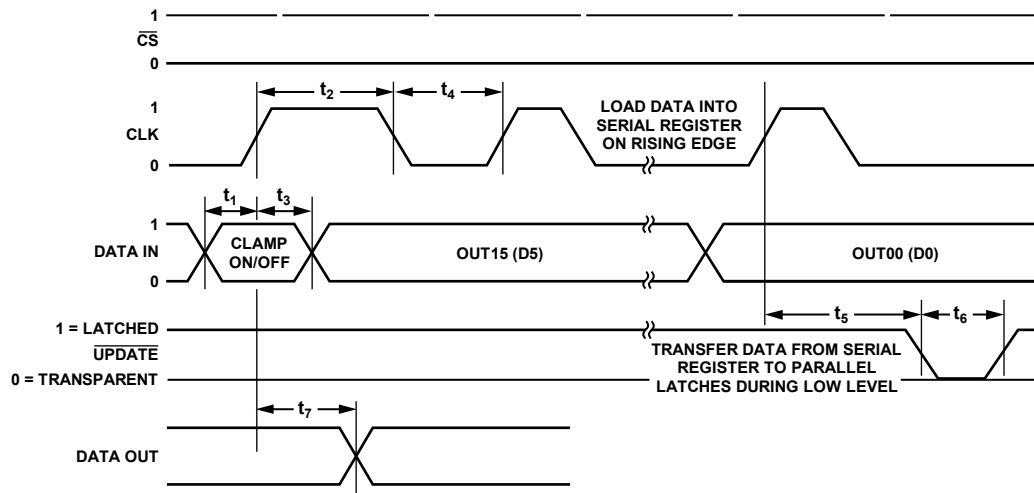 1
CS
0
t2
t4
1
CLK
0
LOAD DATA INTO
SERIAL REGISTER
ON RISING EDGE
t1
t3
1
DATA IN
0
CLAMP
ON/OFF
OUT15 (D5)
OUT00 (D0)
t5
t6
1 = LATCHED
UPDATE
0 = TRANSPARENT
TRANSFER DATA FROM SERIAL
REGISTER TO PARALLEL
LATCHES DURING LOW LEVEL
t7
DATA OUT